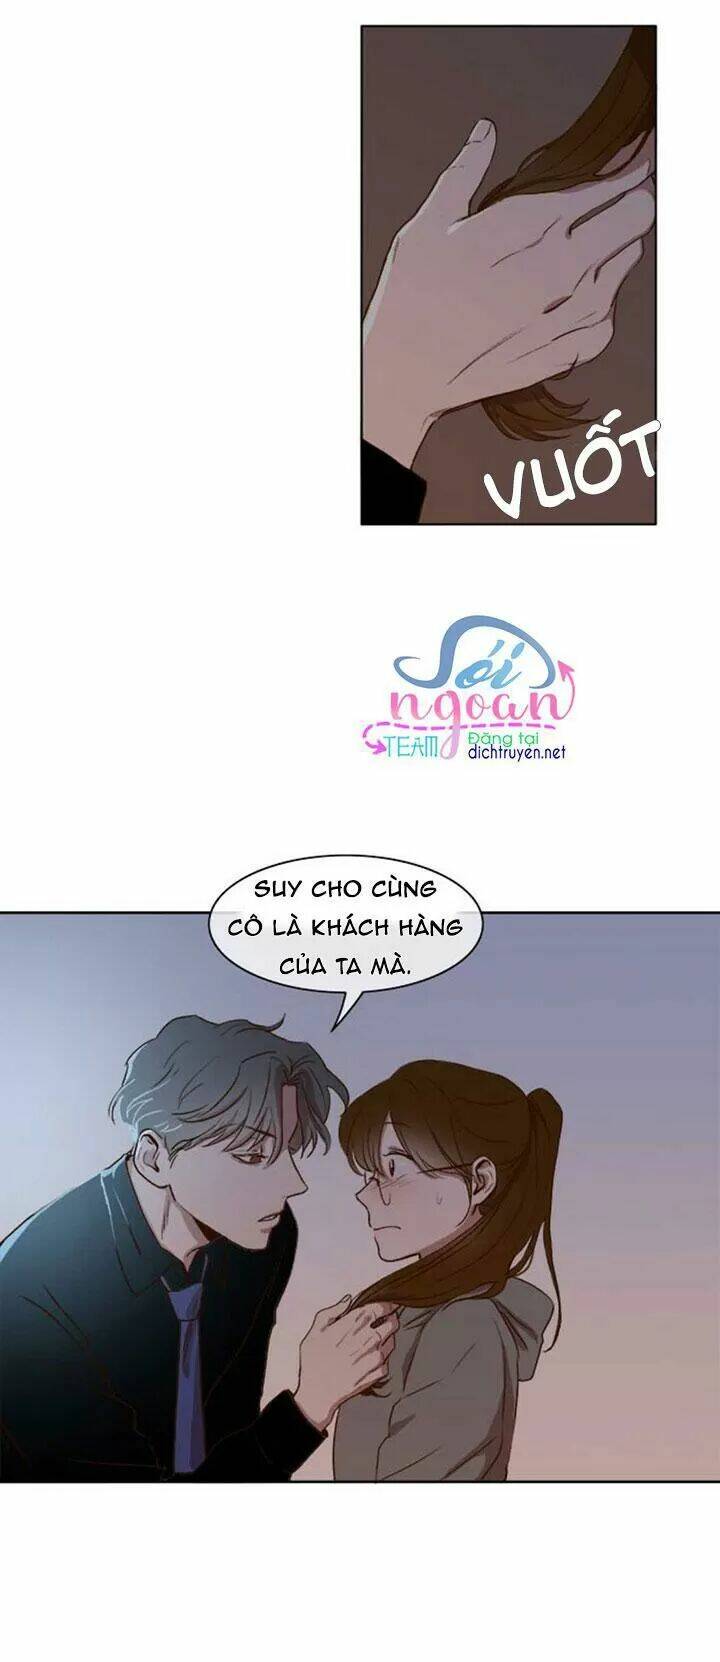 VUỐT
Sói
ngoan
TEAM
Đăng tại
dichtruyen.net
SUY CHO CÙNG
CÔ LÀ KHÁCH HÀNG
CỦA TA MÀ.